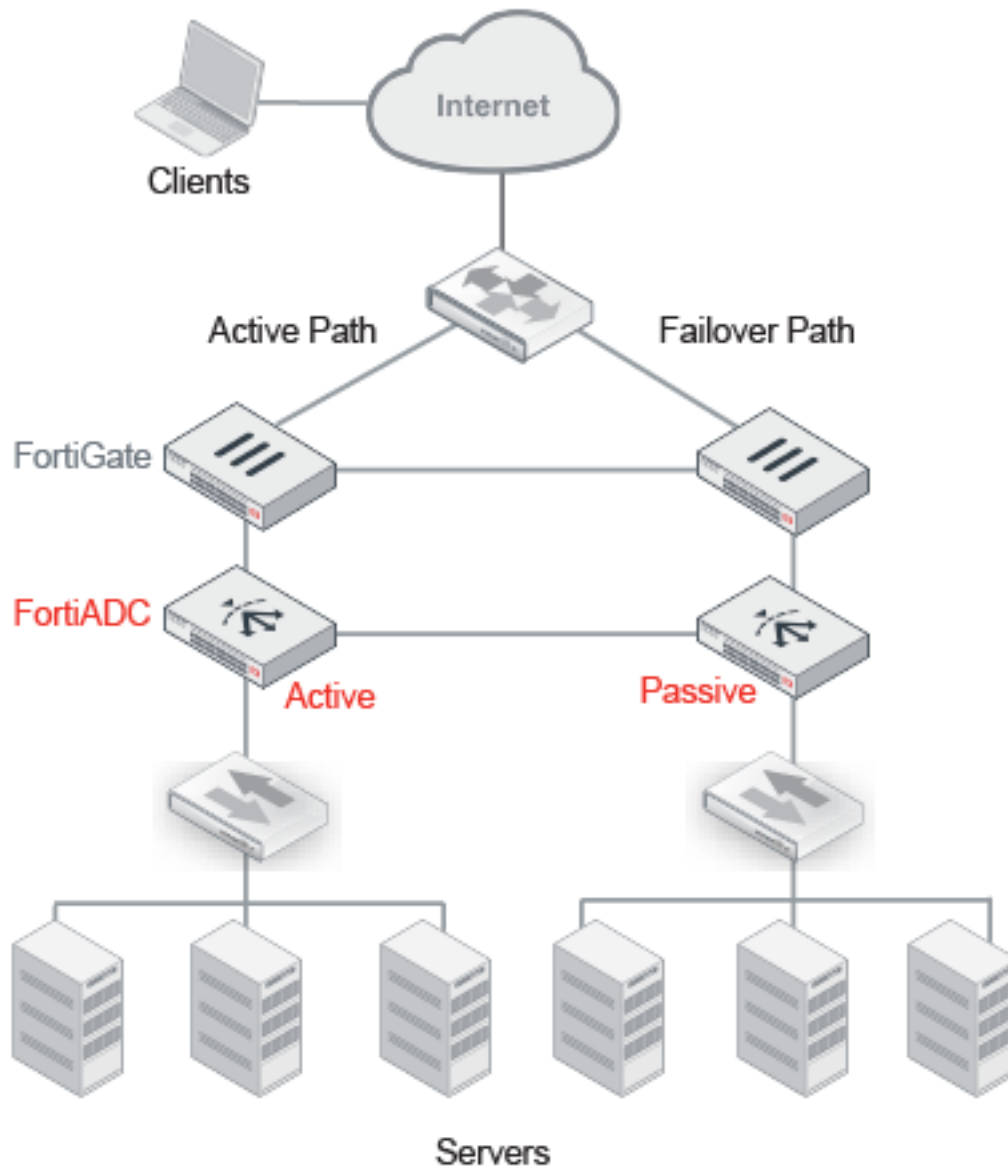 Internet
Clients
Active Path
Failover Path
FortiGate
FortiADC
Active
Passive
Servers